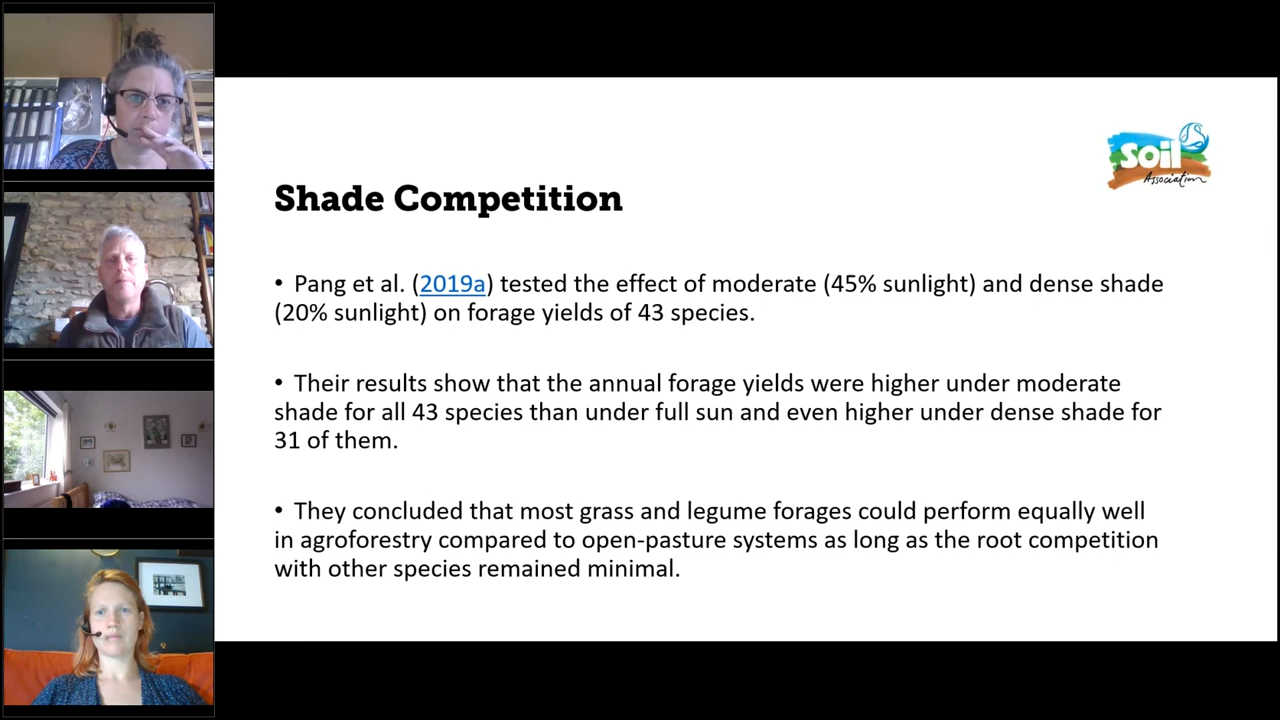 soil
Association
Shade Competition
• Pang et al. (2019a) tested the effect of moderate (45% sunlight) and dense shade
(20% sunlight) on forage yields of 43 species.
• Their results show that the annual forage yields were higher under moderate
shade for all 43 species than under full sun and even higher under dense shade for
31 of them.
• They concluded that most grass and legume forages could perform equally well
in agroforestry compared to open-pasture systems as long as the root competition
with other species remained minimal.